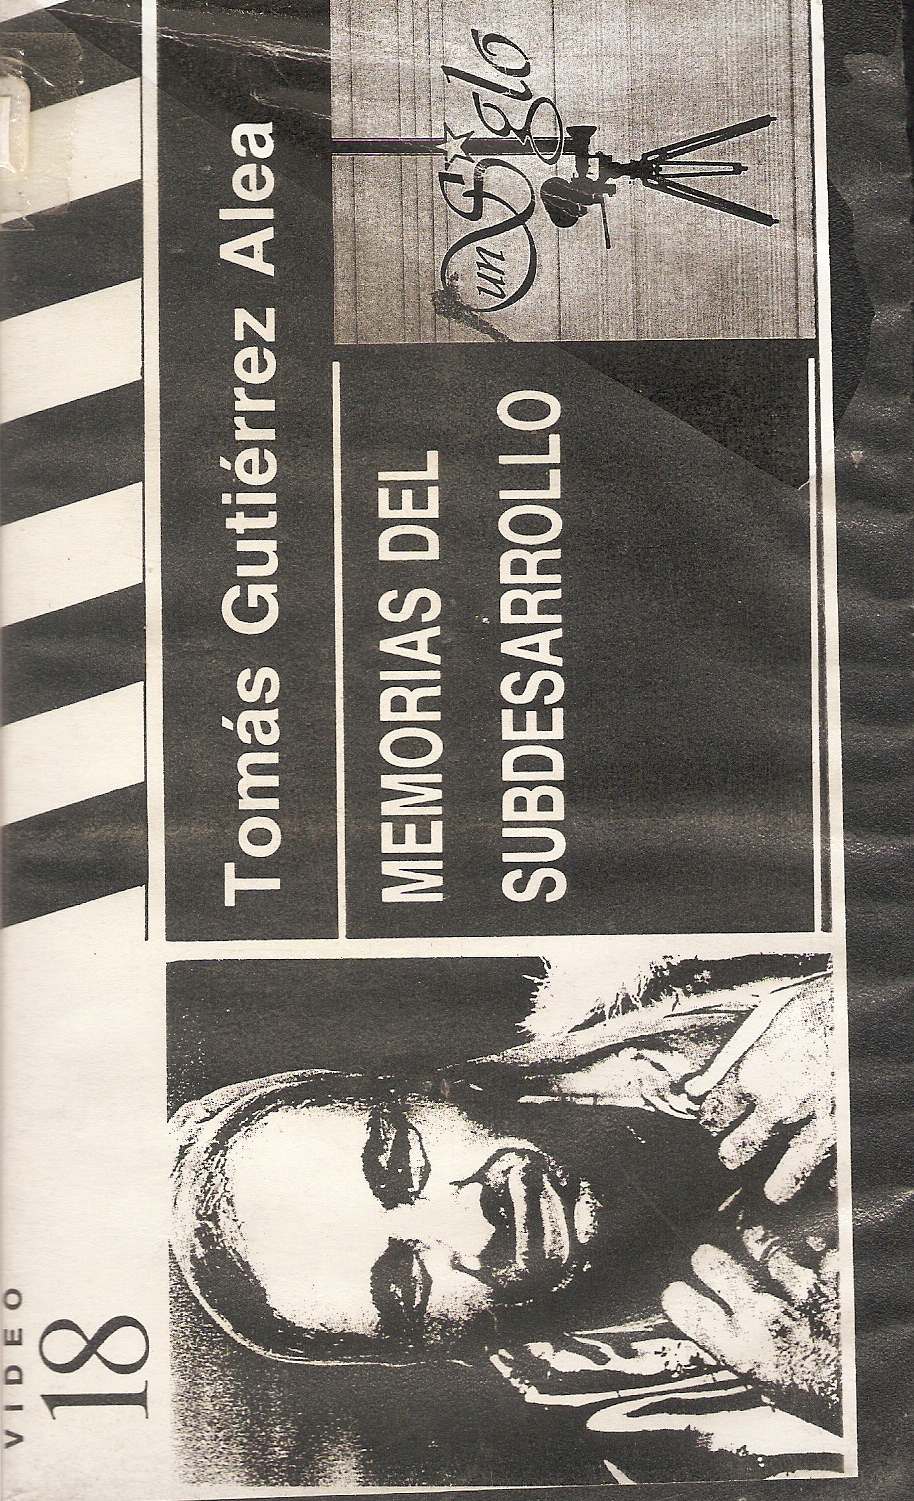 VIDEO
18
Tomás Gutiérrez Alea
MEMORIAS DEL
SUBDESARROLLO
un Siglo